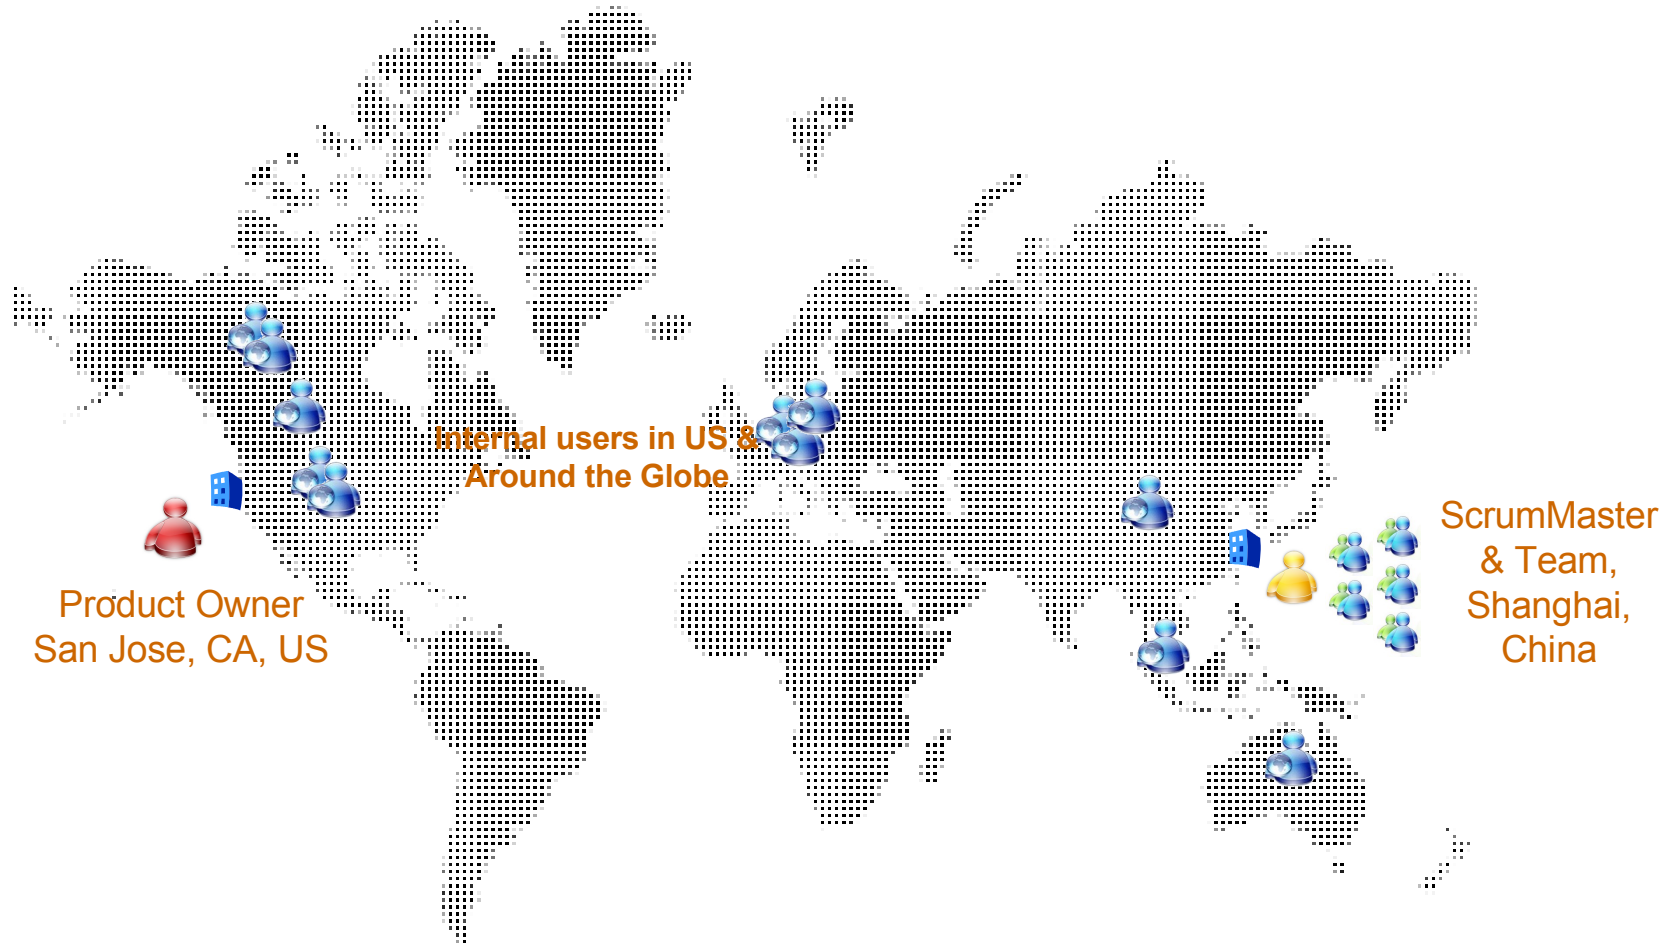 Internal users in US &
Around the Globe
Product Owner
San Jose, CA, US
ScrumMaster
& Team,
Shanghai,
China